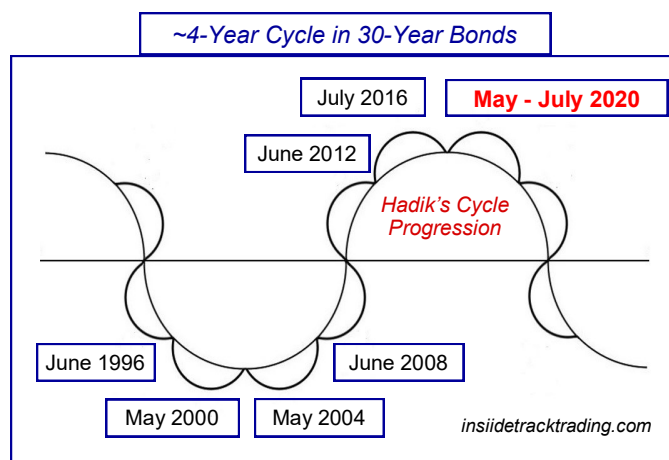 ~4-Year Cycle in 30-Year Bonds
July 2016
May - July 2020
June 2012
Hadik's Cycle
Progression
June 1996
June 2008
May 2000
May 2004
insiidetracktrading.com